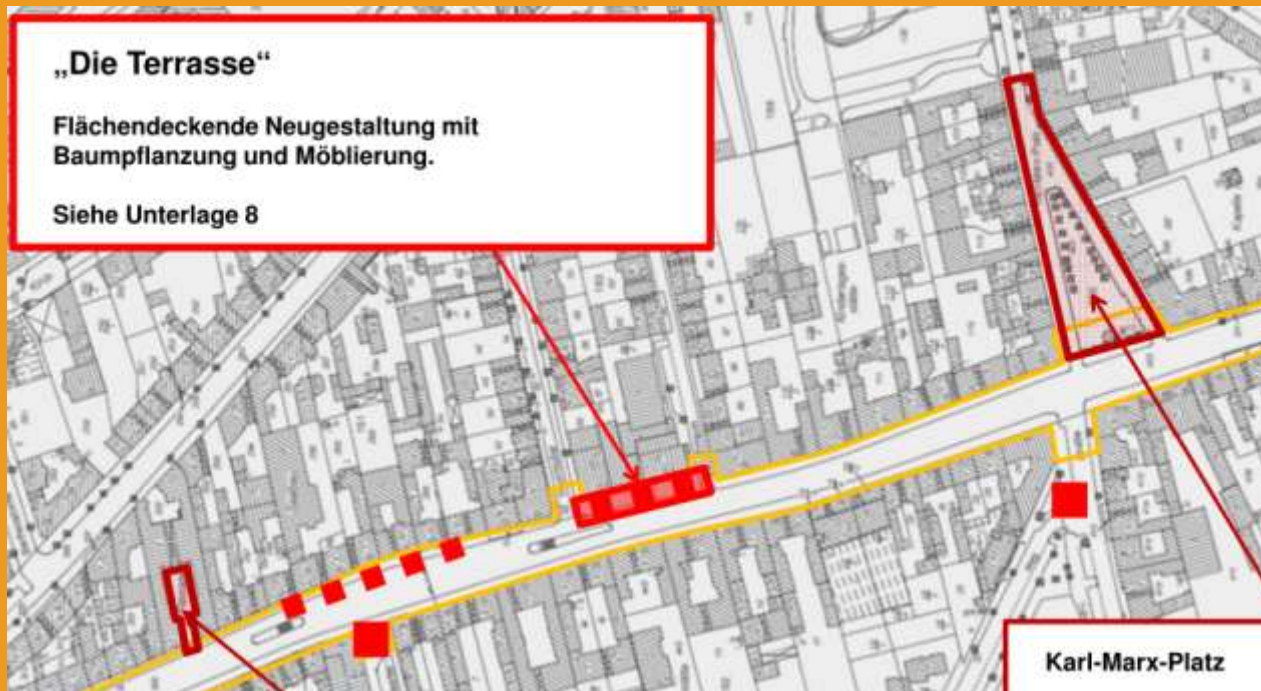 „Die Terrasse“
Flächendeckende Neugestaltung mit
Baumpflanzung und Möblierung.
Siehe Unterlage 8
Karl-Marx-Platz